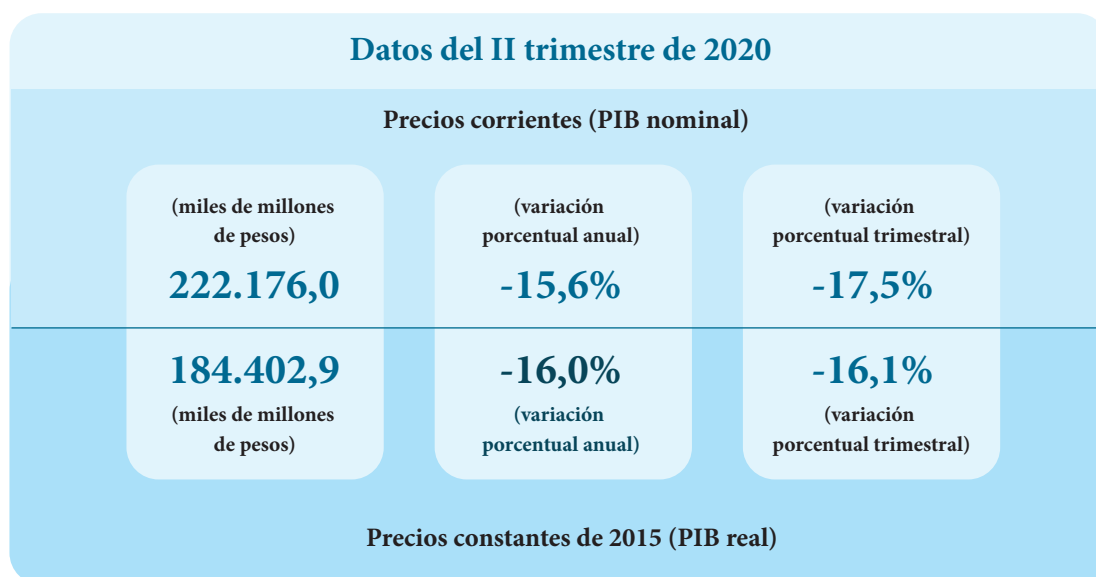 Datos del II trimestre de 2020
Precios corrientes (PIB nominal)
(miles de millones
de pesos)
222.176,0
(variación
porcentual anual)
-15,6%
(variación
porcentual trimestral)
-17,5%
184.402,9
(miles de millones
de pesos)
-16,0%
(variación
porcentual anual)
-16,1%
(variación
porcentual trimestral)
Precios constantes de 2015 (PIB real)